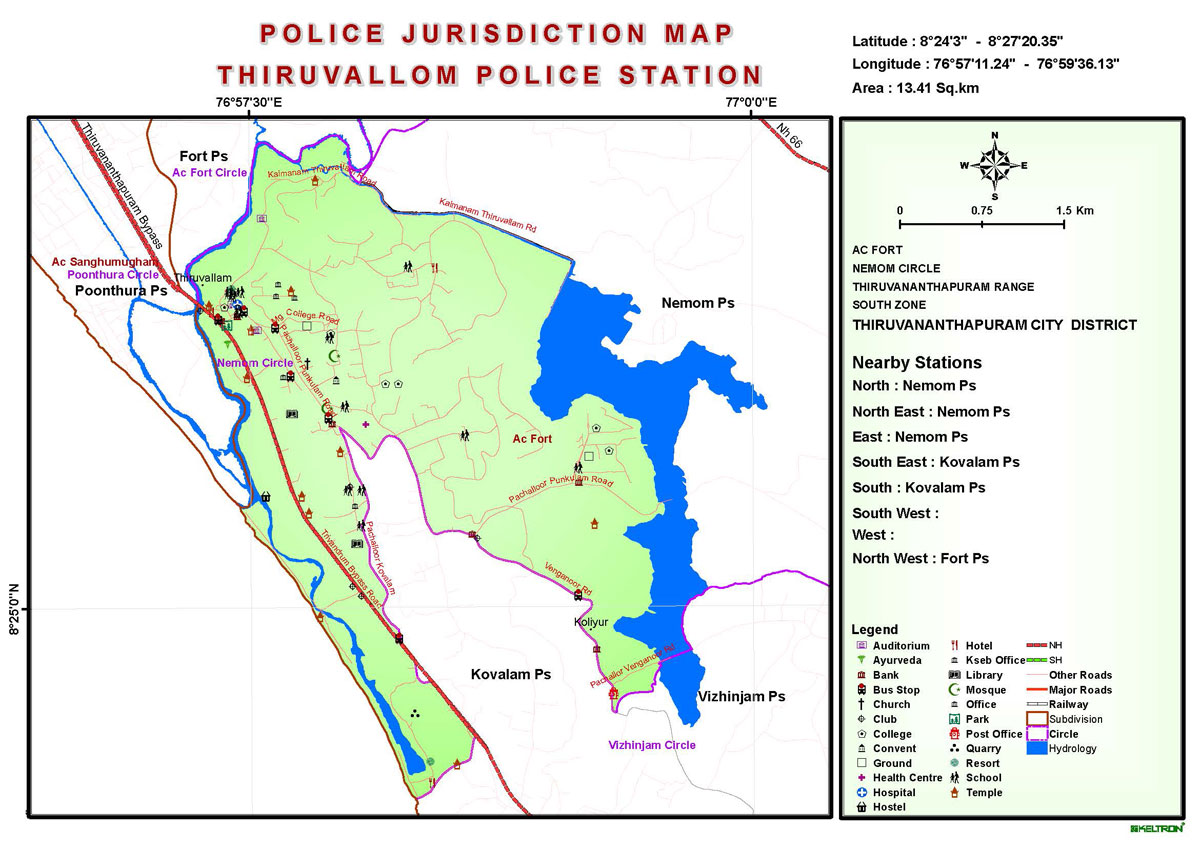 POLICE JURISDICTION MAP
THIRUVALLOM POLICE STATION
Latitude : 8°24'3" - 8°27'20.35"
Longitude : 76°57'11.24" - 76°59'36.13"
Area : 13.41 Sq.km
76°57'30"E
77°0'0"E
8°25'0"N
Nh 66
Thiruvananthapuram Bypass
Fort Ps
Ac Fort Circle
Kalmanam Thiruvallam Road
Kalmanam Thiruvallam Rd
Ac Sanghumugham
Poonthura Circle
Poonthura Ps
Thiruvallam
Nemom Ps
Mg College Road
Pachalloor Punkulam Road
Nemom Circle
Ac Fort
Pachalloor Punkulam Road
Pachalloor Kovalam
Trivandrum Bypass Road
Venganoor Rd
Koliyur
Pachallor Venganoor Rd
Kovalam Ps
Vizhinjam Ps
Vizhinjam Circle
N
W
E
S
0 0.75 1.5 Km
AC FORT
NEMOM CIRCLE
THIRUVANANTHAPURAM RANGE
SOUTH ZONE
THIRUVANANTHAPURAM CITY DISTRICT
Nearby Stations
North : Nemom Ps
North East : Nemom Ps
East : Nemom Ps
South East : Kovalam Ps
South : Kovalam Ps
South West :
West :
North West : Fort Ps
Legend
Auditorium
Ayurveda
Bank
Bus Stop
Church
Club
College
Convent
Ground
Health Centre
Hospital
Hostel
Hotel
Kseb Office
Library
Mosque
Office
Park
Post Office
Quarry
Resort
School
Temple
NH
SH
Other Roads
Major Roads
Railway
Subdivision
Circle
Hydrology
KELTRON